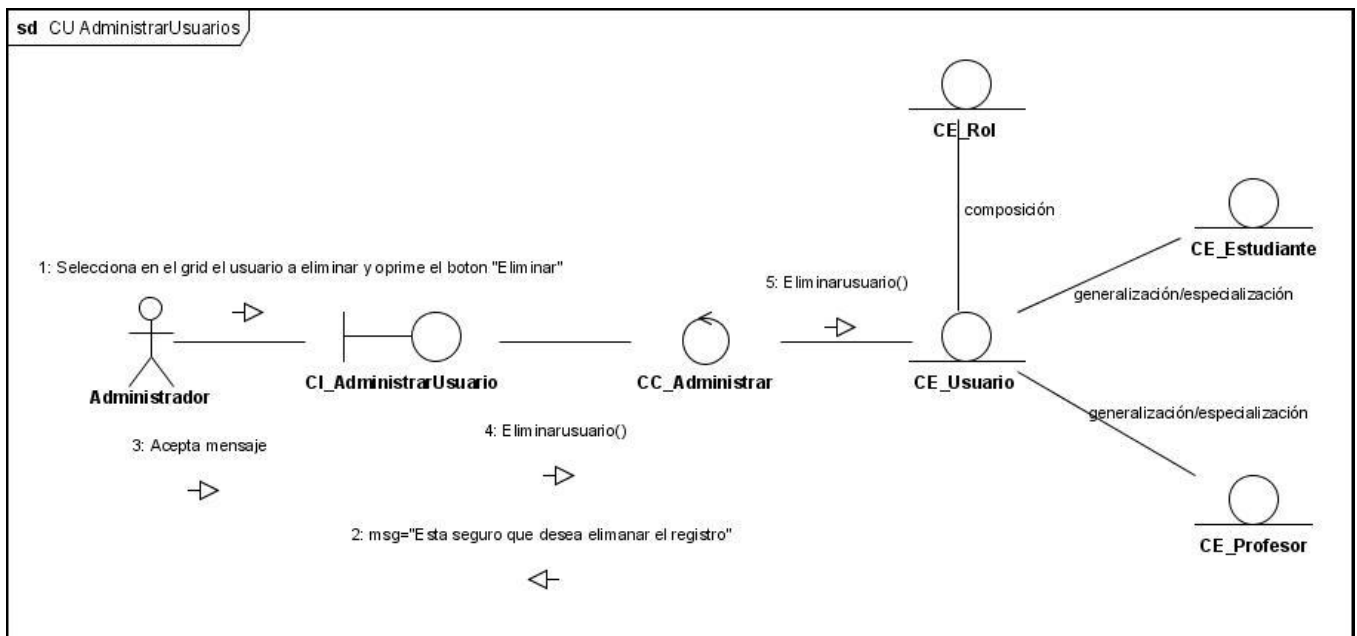 sd CU AdministrarUsuarios
CE_Rol
composición
CE_Estudiante
1: Selecciona en el grid el usuario a eliminar y oprime el boton "Eliminar"
5: Eliminarusuario()
generalización/especialización
Administrador
CI_AdministrarUsuario
CC_Administrar
CE_Usuario
generalización/especialización
3: Acepta mensaje
4: Eliminarusuario()
2: msg="Esta seguro que desea elimanar el registro"
CE_Profesor